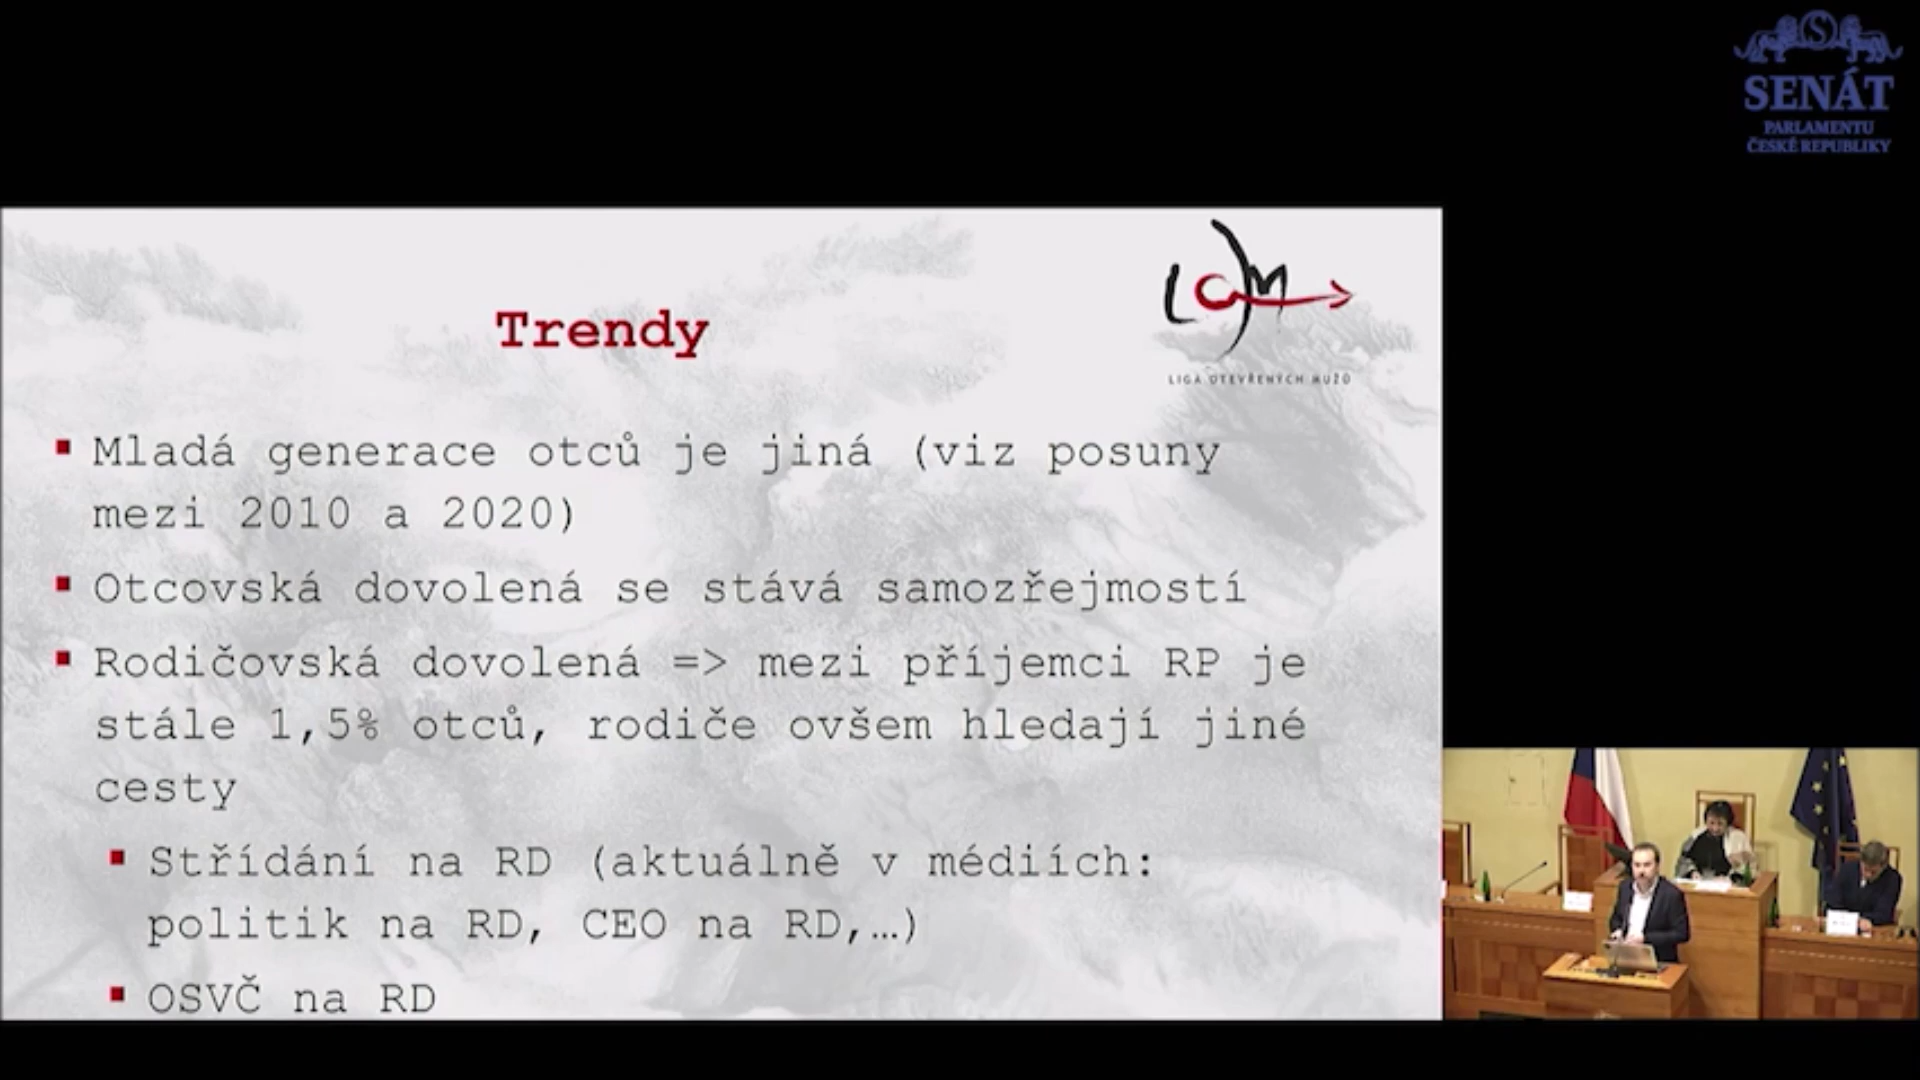 SENÁT
PARLAMENTU
ČESKÉ REPUBLIKY
LOM
LIGA OTEVŘENÝCH MUŽŮ
Trendy
▪ Mladá generace otců je jiná (viz posuny
mezi 2010 a 2020)
▪ Otcovská dovolená se stává samozřejmostí
▪ Rodičovská dovolená => mezi příjemci RP je
stále 1,5% otců, rodiče ovšem hledají jiné
cesty
▪ Střídání na RD (aktuálně v médiích:
politik na RD, CEO na RD,…)
▪ OSVČ na RD